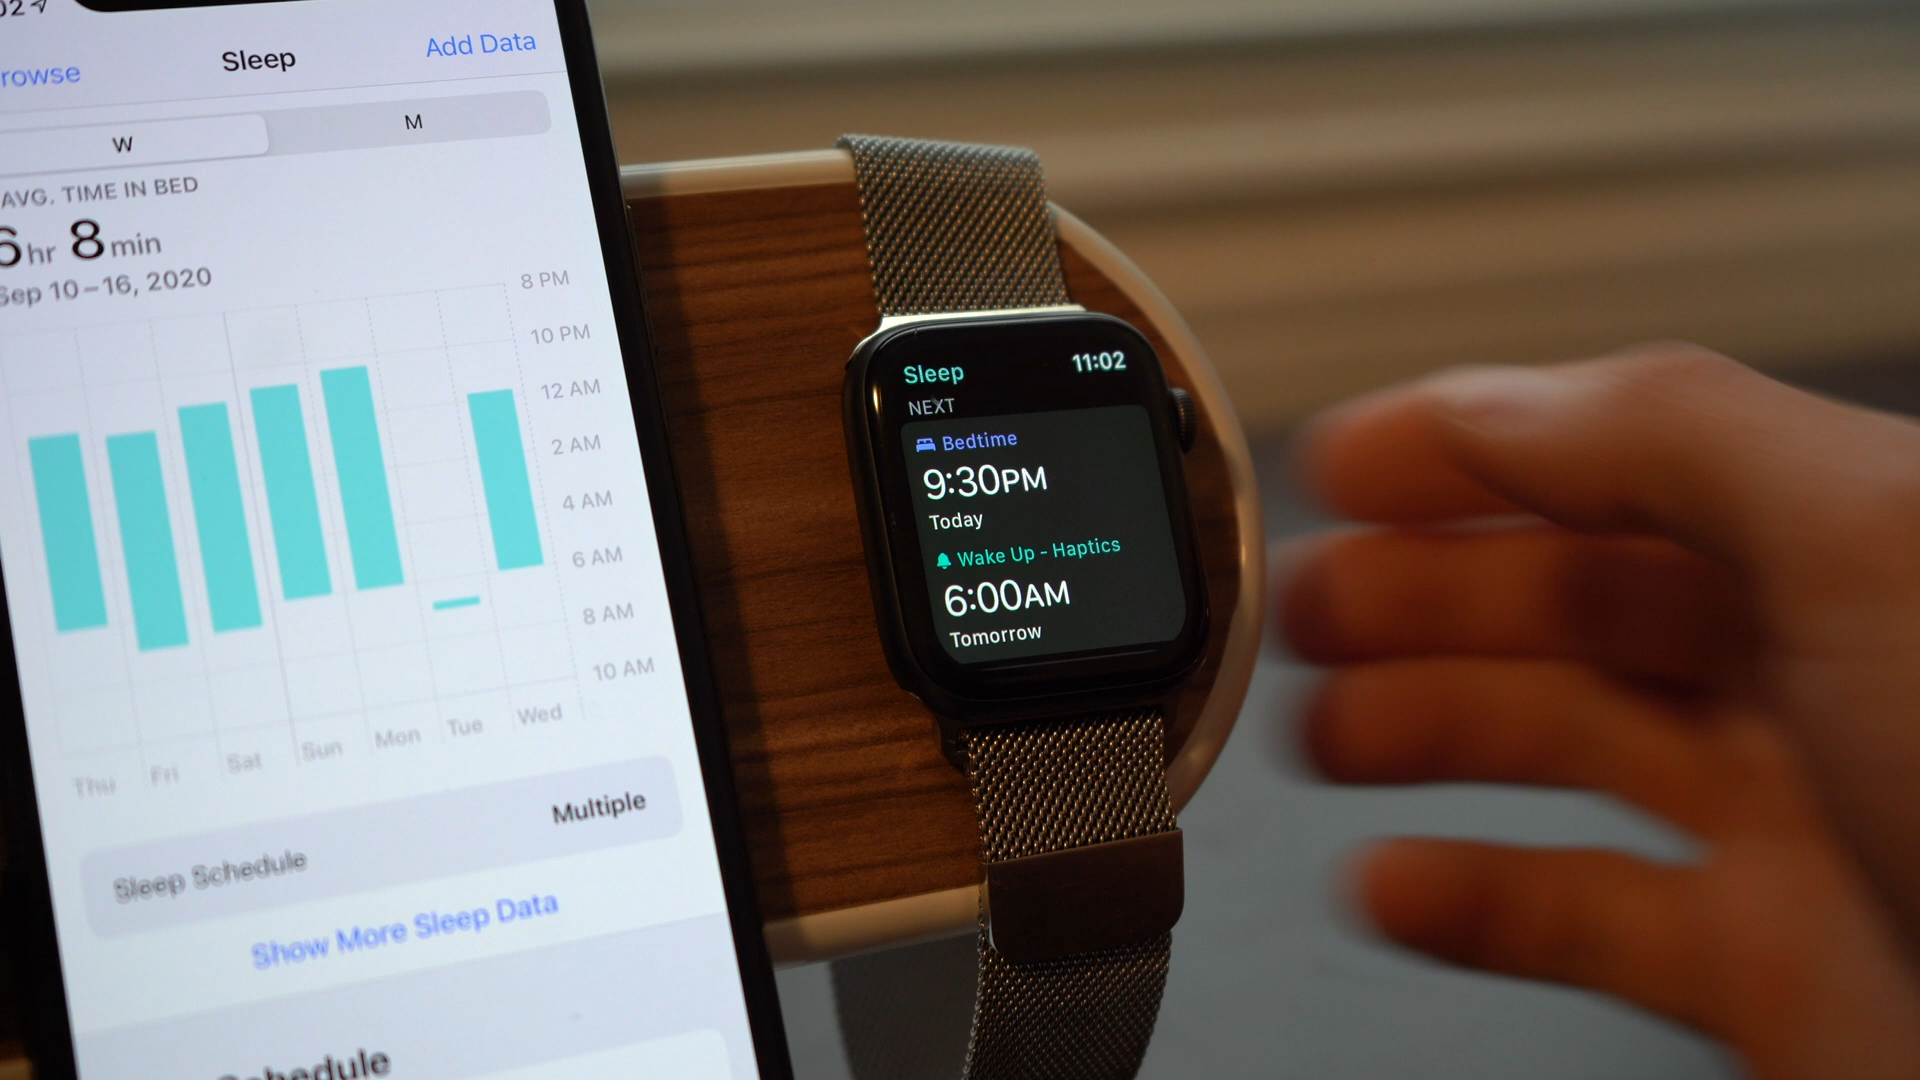 02
rowse
Sleep
Add Data
W
M
AVG. TIME IN BED
6 hr 8 min
Sep 10–16, 2020
8 PM
10 PM
12 AM
2 AM
4 AM
6 AM
8 AM
10 AM
Thu Fri Sat Sun Mon Tue Wed
Sleep Schedule
Multiple
Show More Sleep Data
chedule
Sleep
11:02
NEXT
Bedtime
9:30PM
Today
Wake Up - Haptics
6:00AM
Tomorrow